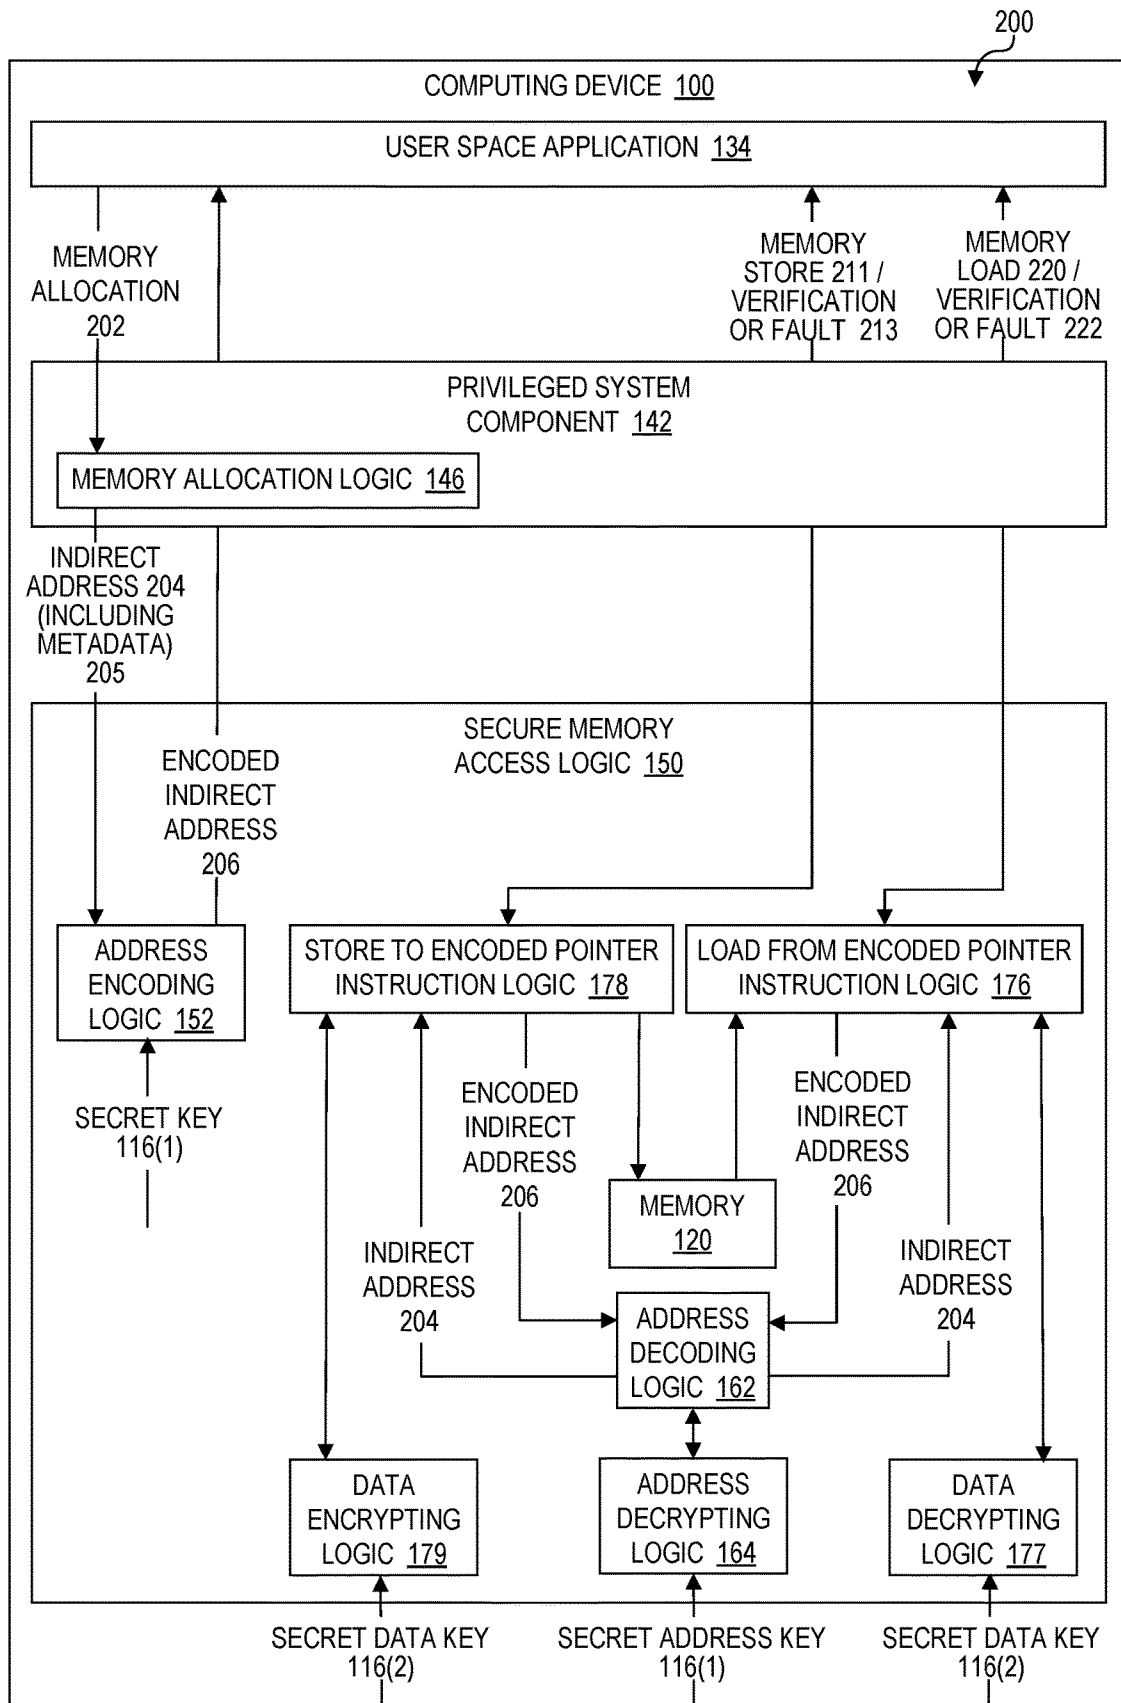 200
COMPUTING DEVICE 100
USER SPACE APPLICATION 134
MEMORY
ALLOCATION
202
MEMORY
STORE 211 /
VERIFICATION
OR FAULT 213
MEMORY
LOAD 220 /
VERIFICATION
OR FAULT 222
PRIVILEGED SYSTEM
COMPONENT 142
MEMORY ALLOCATION LOGIC 146
INDIRECT
ADDRESS 204
(INCLUDING
METADATA)
205
SECURE MEMORY
ACCESS LOGIC 150
ENCODED
INDIRECT
ADDRESS
206
ADDRESS
ENCODING
LOGIC 152
STORE TO ENCODED POINTER
INSTRUCTION LOGIC 178
LOAD FROM ENCODED POINTER
INSTRUCTION LOGIC 176
SECRET KEY
116(1)
ENCODED
INDIRECT
ADDRESS
206
ENCODED
INDIRECT
ADDRESS
206
MEMORY
120
INDIRECT
ADDRESS
204
INDIRECT
ADDRESS
204
ADDRESS
DECODING
LOGIC 162
DATA
ENCRYPTING
LOGIC 179
ADDRESS
DECRYPTING
LOGIC 164
DATA
DECRYPTING
LOGIC 177
SECRET DATA KEY
116(2)
SECRET ADDRESS KEY
116(1)
SECRET DATA KEY
116(2)